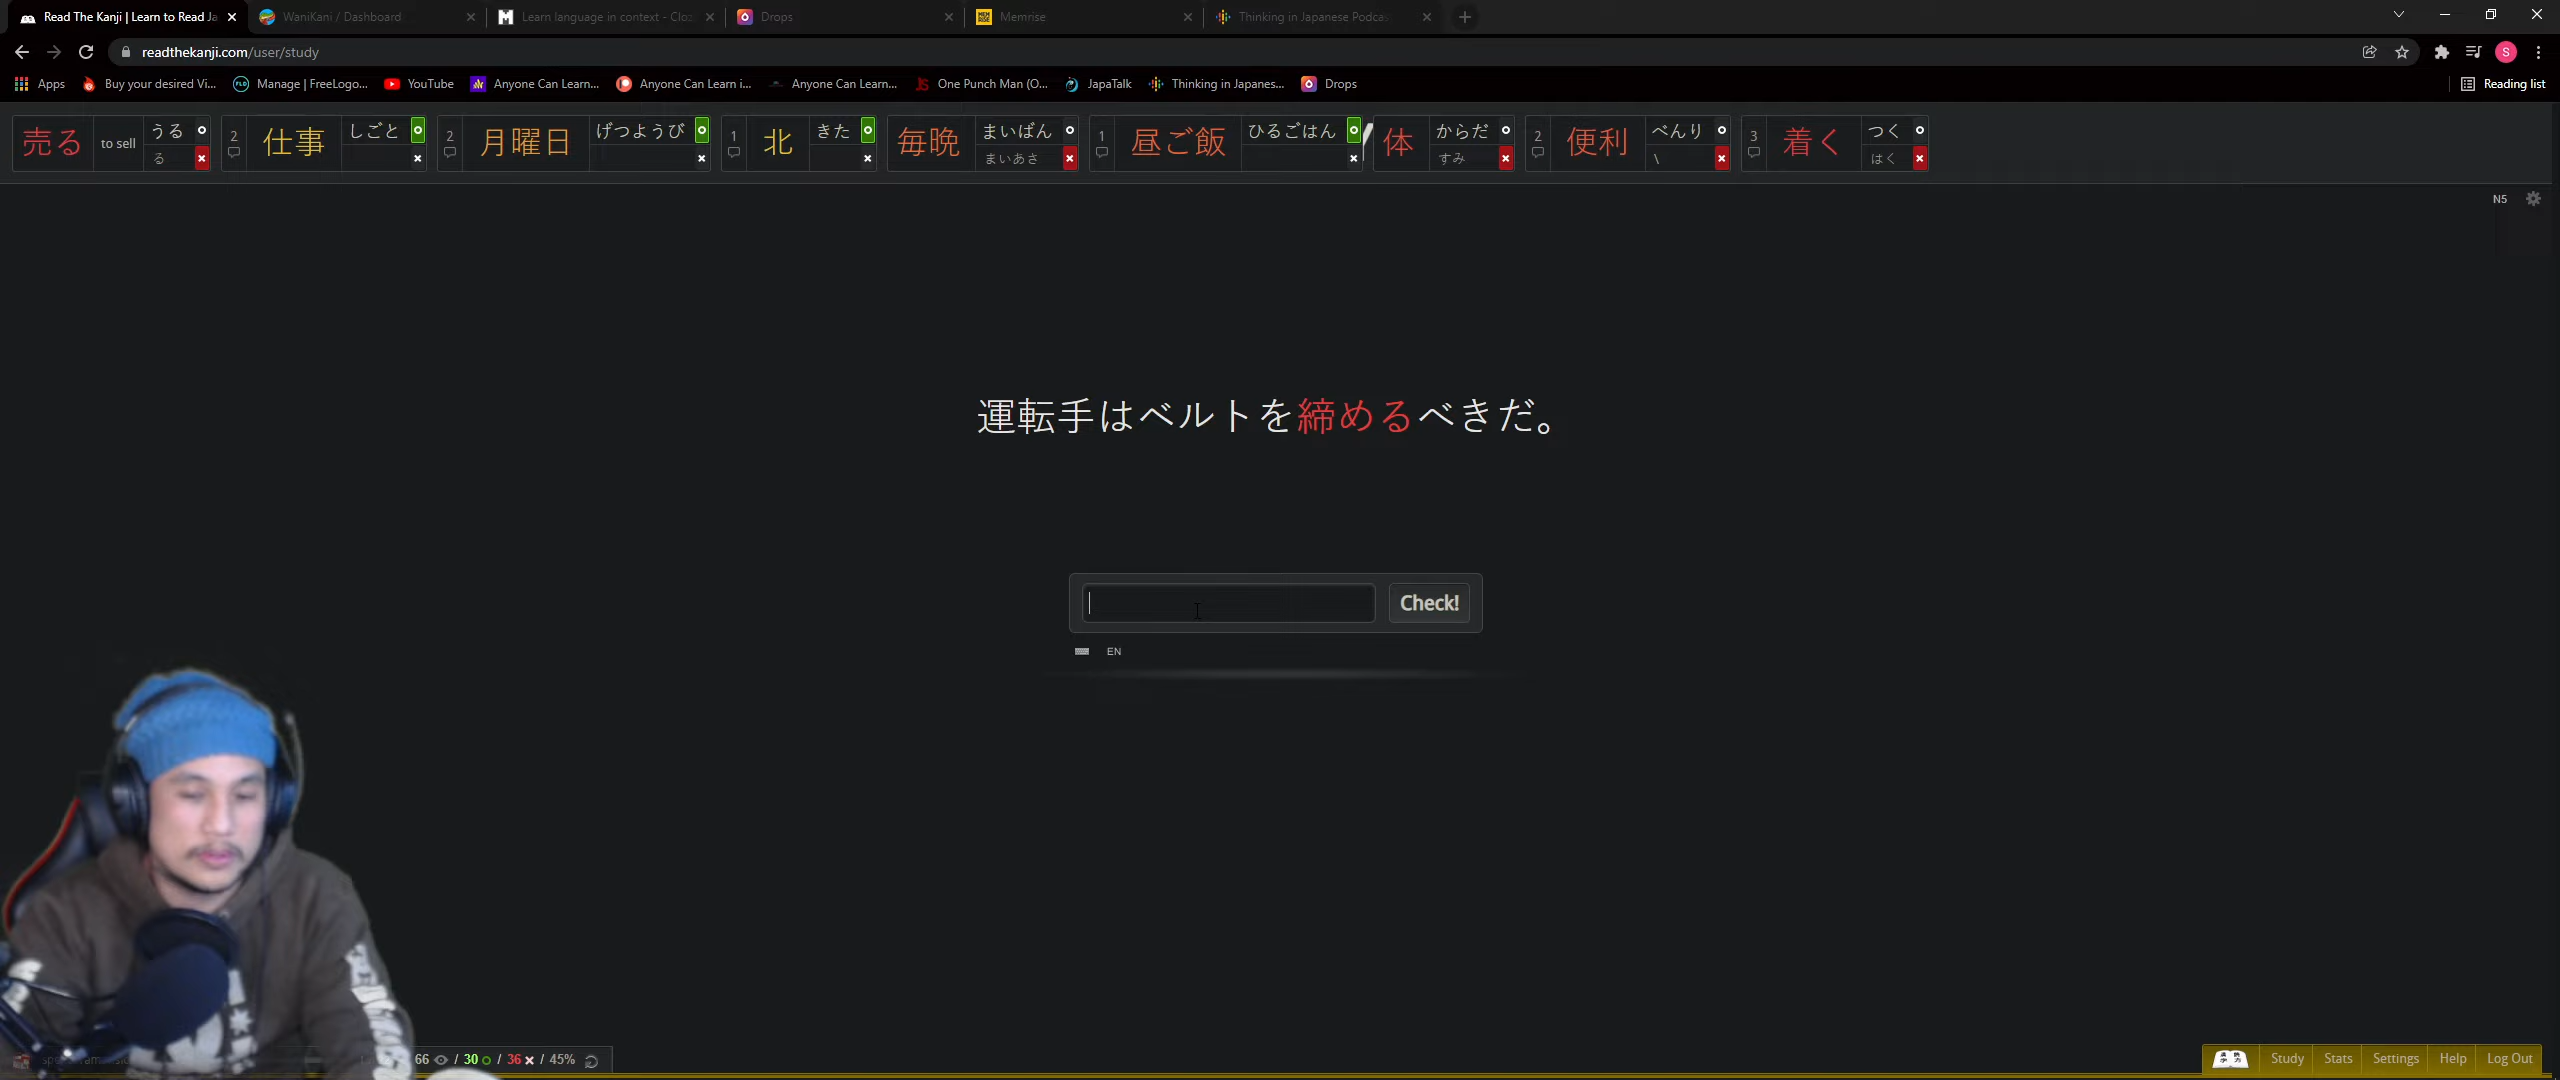 Read The Kanji | Learn to Read Ja
WaniKani / Dashboard
Learn language in context - Cloz
Drops
Memrise
Thinking in Japanese Podcas
readthekanji.com/user/study
Apps
Buy your desired Vi...
Manage | FreeLogo...
YouTube
Anyone Can Learn...
Anyone Can Learn i...
Anyone Can Learn...
One Punch Man (O...
JapaTalk
Thinking in Japanes...
Drops
Reading list
売る to sell うる る
2 仕事 しごと
2 月曜日 げつようび
1 北 きた
毎晩 まいばん まいあさ
1 昼ご飯 ひるごはん
体 からだ すみ
2 便利 べんり \
3 着く つく はく
N5
運転手はベルトを締めるべきだ。
Check!
EN
66 / 30 / 36 / 45%
Study
Stats
Settings
Help
Log Out